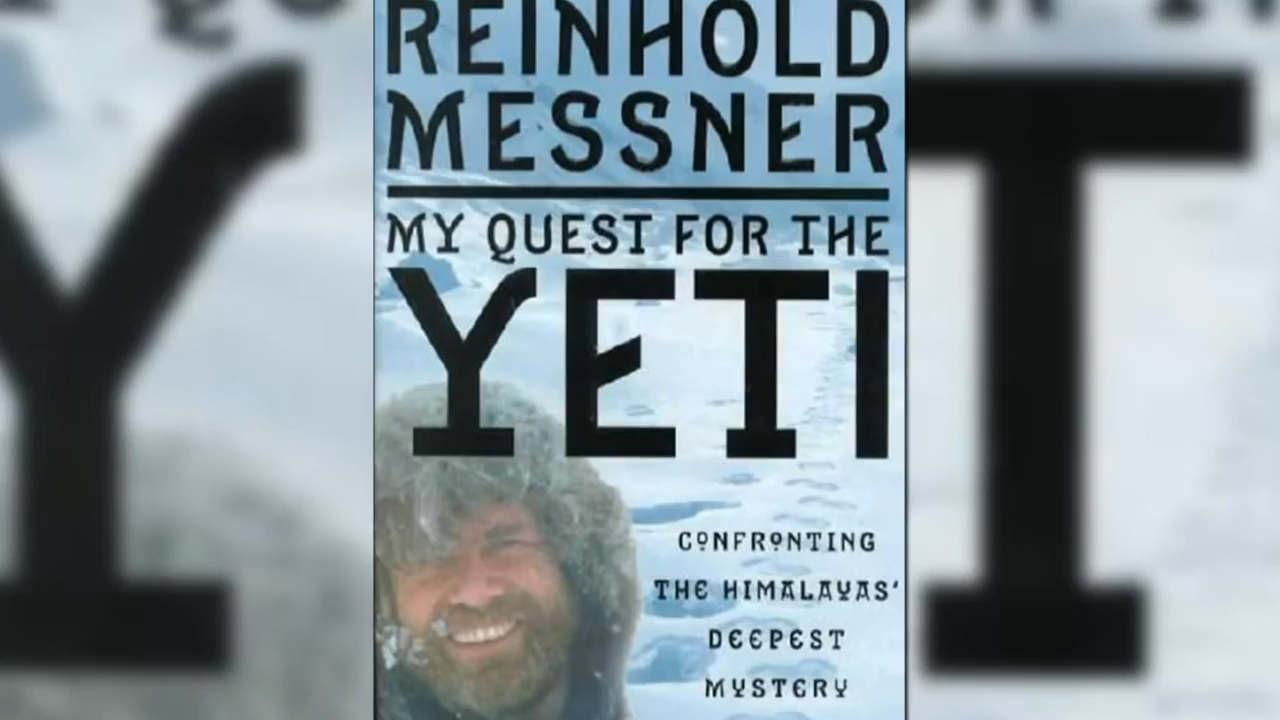 REINHOLD
MESSNER
MY QUEST FOR THE
YETI
CONFRONTING
THE HIMALAYAS'
DEEPEST
MYSTERY